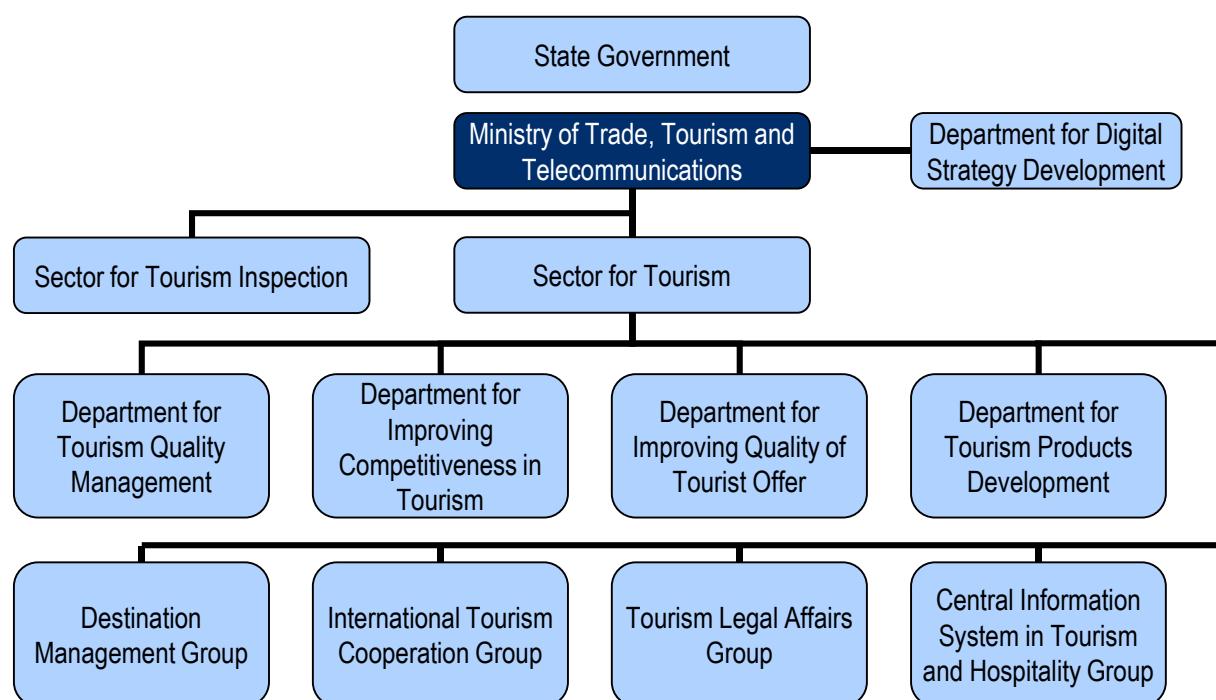 State Government
Ministry of Trade, Tourism and
Telecommunications
Department for Digital
Strategy Development
Sector for Tourism Inspection
Sector for Tourism
Department for
Tourism Quality
Management
Department for
Improving
Competitiveness in
Tourism
Department for
Improving Quality of
Tourist Offer
Department for
Tourism Products
Development
Destination
Management Group
International Tourism
Cooperation Group
Tourism Legal Affairs
Group
Central Information
System in Tourism
and Hospitality Group